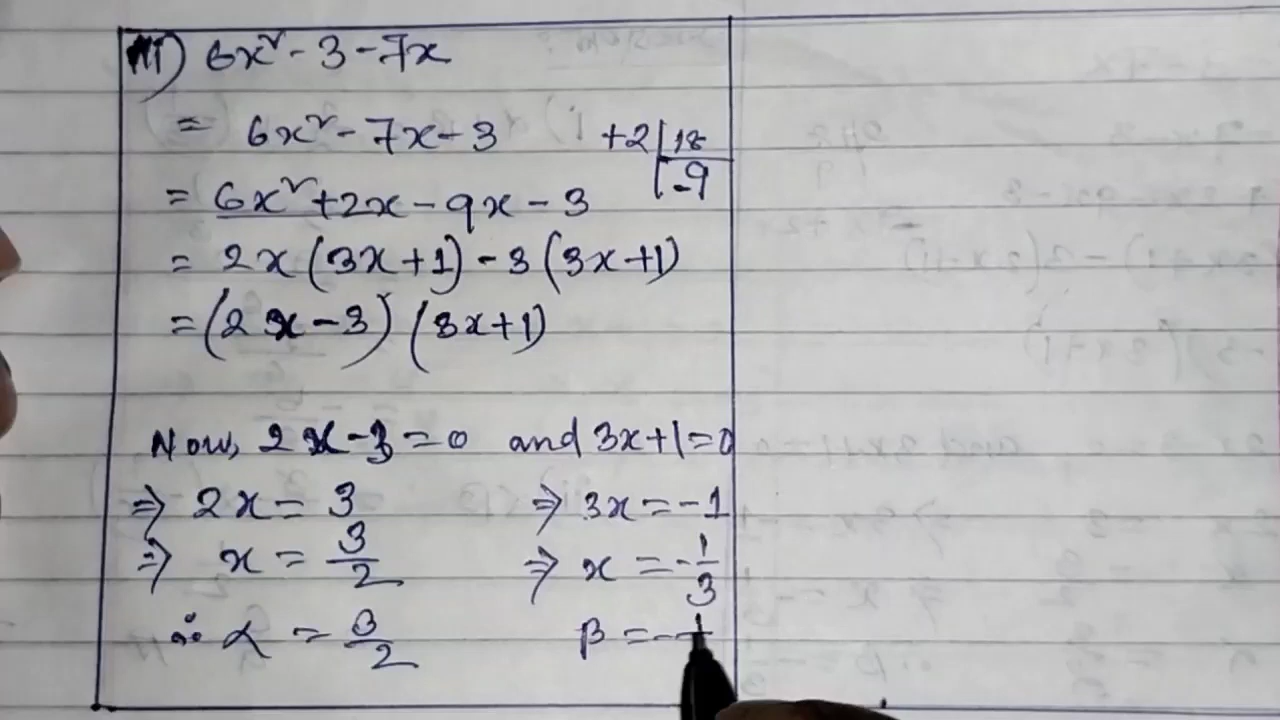 iii) 6x² - 3 - 7x
= 6x² - 7x - 3 +2 | 18
= 6x² + 2x - 9x - 3 | -9
= 2x (3x+1) - 3 (3x+1)
= (2x - 3) (3x+1)
Now, 2x - 3 = 0 and 3x+1 = 0
⇒ 2x = 3 ⇒ 3x = -1
⇒ x = 3/2 ⇒ x = -1/3
∴ α = 3/2 β = -1